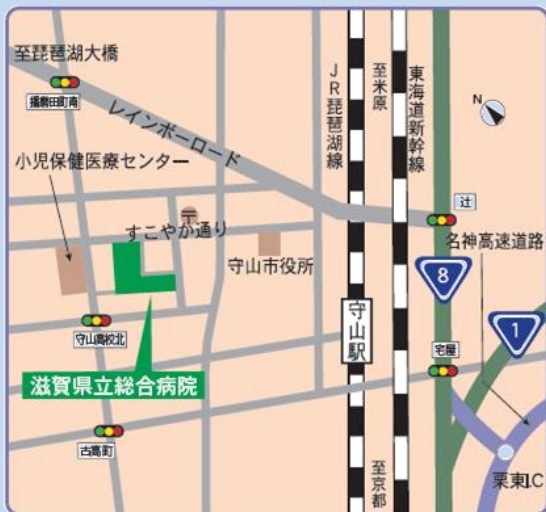 至琵琶湖大橋
播磨田町南
レインボーロード
小児保健医療センター
すこやか通り
〒
守山市役所
JR琵琶湖線
至米原
東海道新幹線
N
辻
名神高速道路
8
1
守山駅
宅屋
守山高校北
滋賀県立総合病院
古高町
至京都
栗東IC